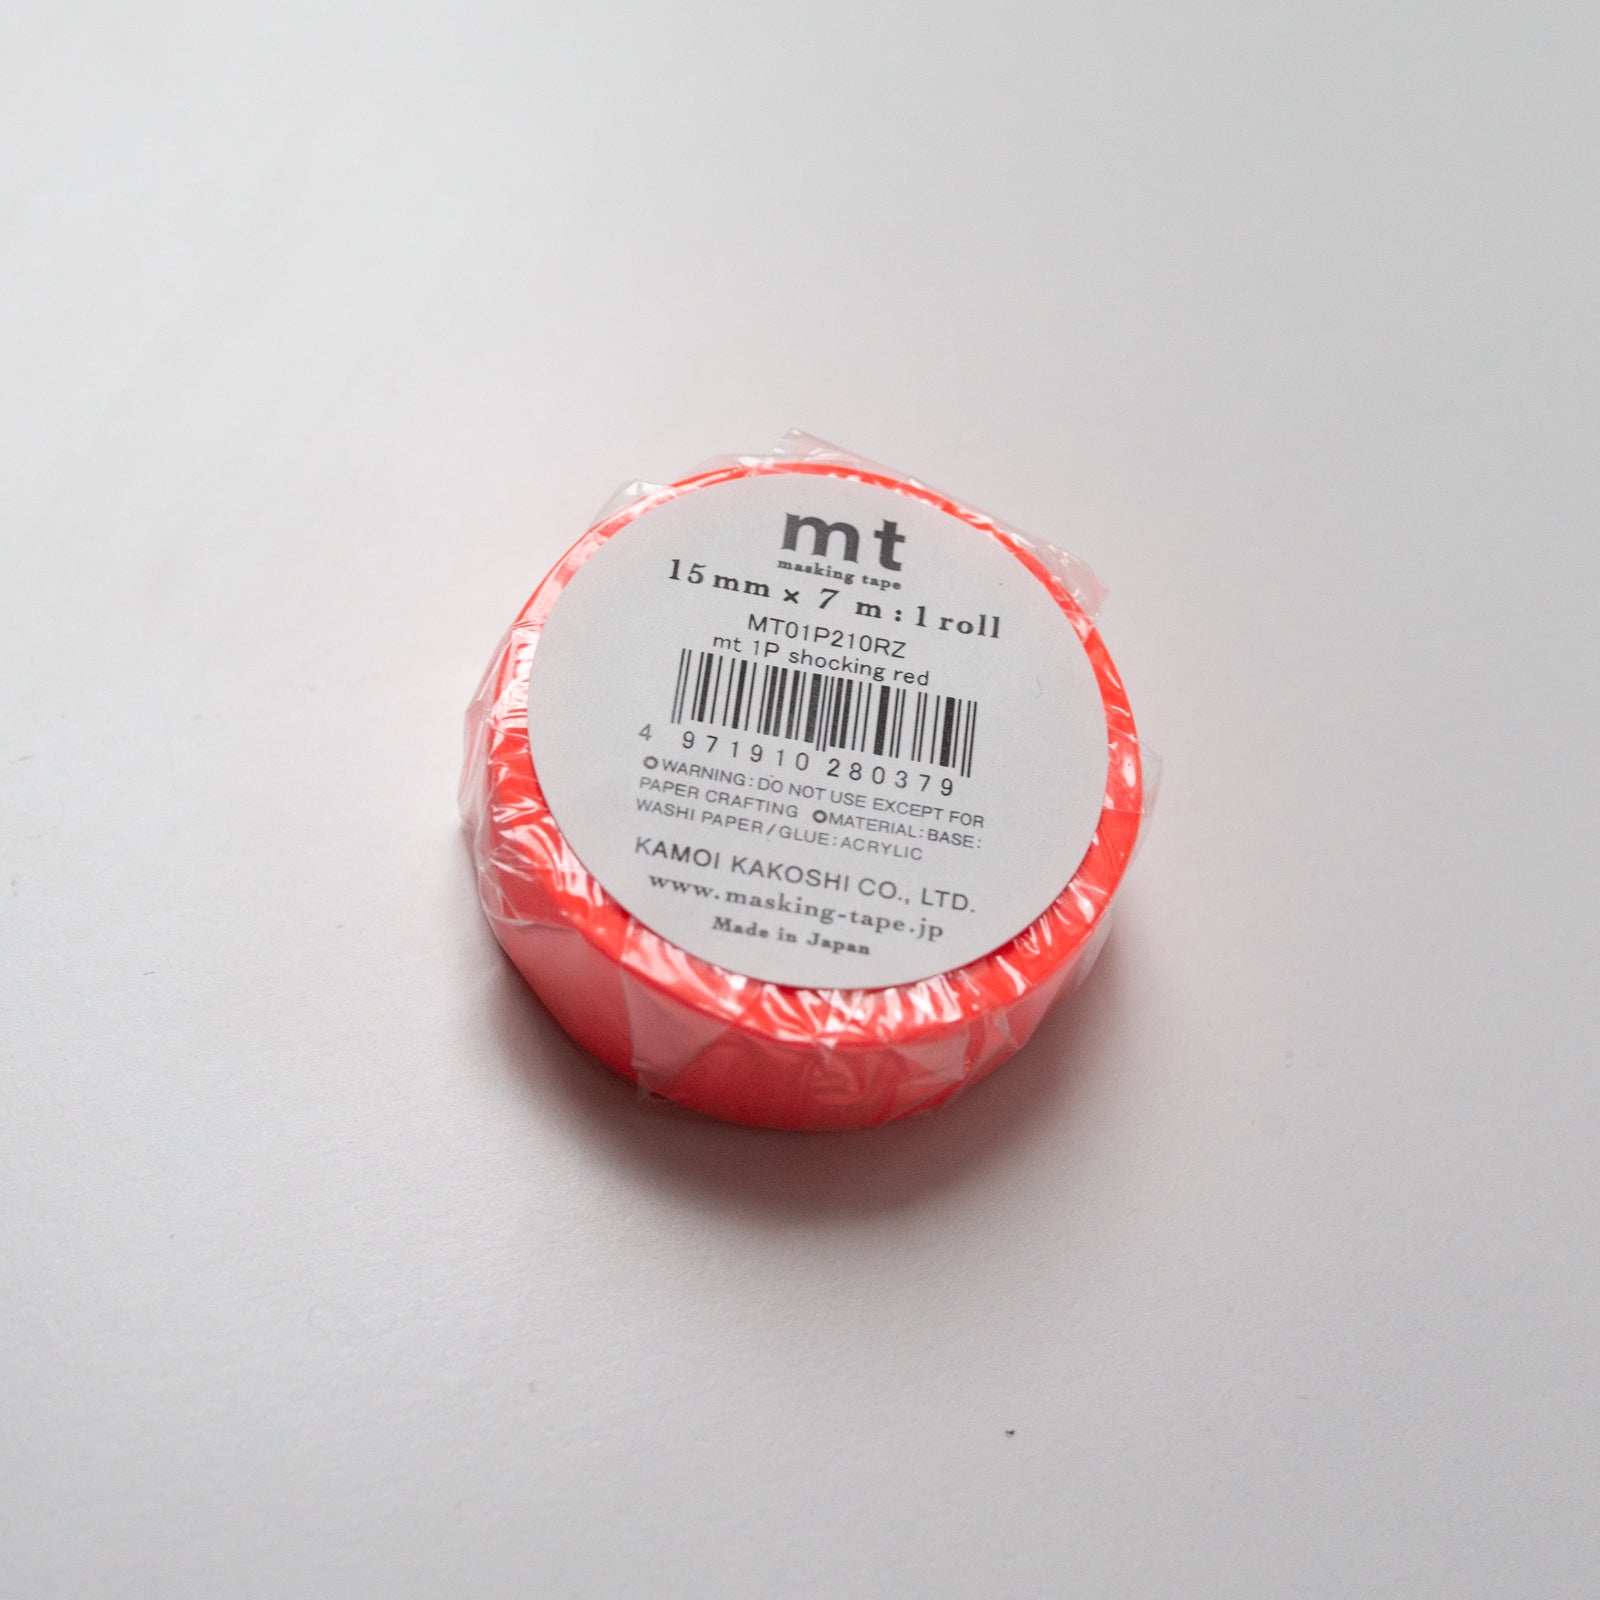 mt
masking tape
15mm × 7 m : 1 roll
MT01P210RZ
mt 1P shocking red
4 971910 280379
✪WARNING:DO NOT USE EXCEPT FOR
PAPER CRAFTING ✪MATERIAL:BASE:
WASHI PAPER/GLUE:ACRYLIC
KAMOI KAKOSHI CO., LTD.
www.masking-tape.jp
Made in Japan